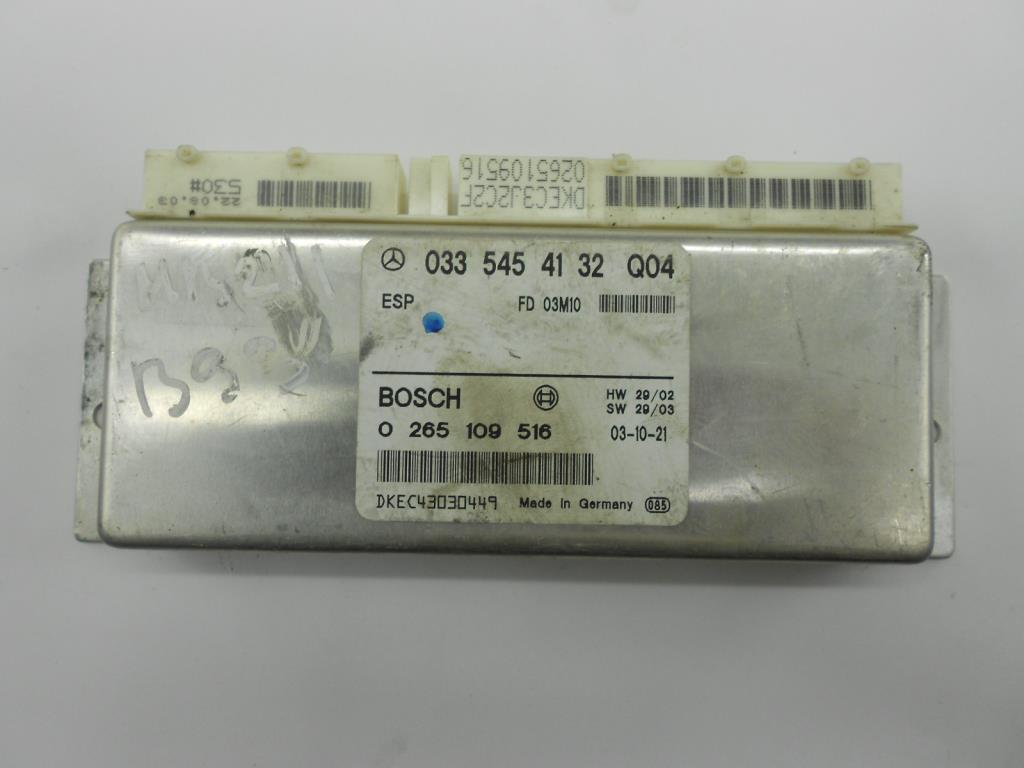 22.08.03
530#
DKEC3J2C2F
0265109516
033 545 41 32 Q04
ESP FD 03M10
BOSCH HW 29/02
SW 29/03
0 265 109 516 03-10-21
DKEC43030449 Made in Germany 085